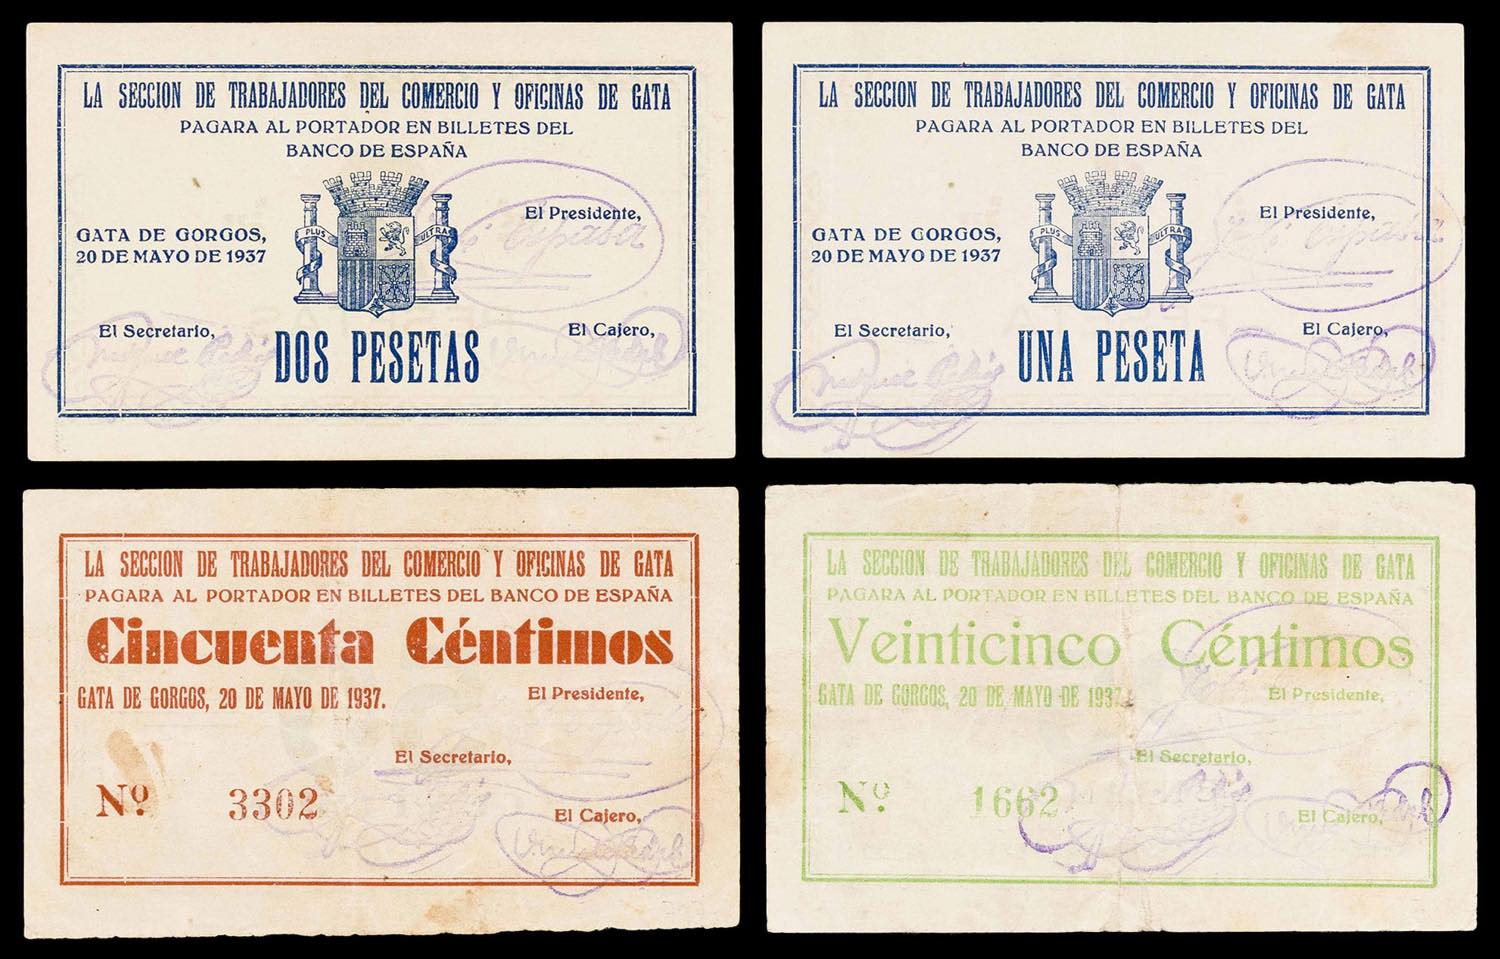 LA SECCION DE TRABAJADORES DEL COMERCIO Y OFICINAS DE GATA
PAGARA AL PORTADOR EN BILLETES DEL
BANCO DE ESPAÑA
El Presidente,
PLUS ULTRA
GATA DE GORGOS,
20 DE MAYO DE 1937
El Secretario,
El Cajero,
DOS PESETAS
LA SECCION DE TRABAJADORES DEL COMERCIO Y OFICINAS DE GATA
PAGARA AL PORTADOR EN BILLETES DEL
BANCO DE ESPAÑA
El Presidente,
PLUS ULTRA
GATA DE GORGOS,
20 DE MAYO DE 1937
El Secretario,
El Cajero,
UNA PESETA
LA SECCION DE TRABAJADORES DEL COMERCIO Y OFICINAS DE GATA
PAGARA AL PORTADOR EN BILLETES DEL BANCO DE ESPAÑA
Cincuenta Céntimos
GATA DE GORGOS, 20 DE MAYO DE 1937.
El Presidente,
El Secretario,
Nº 3302
El Cajero,
LA SECCION DE TRABAJADORES DEL COMERCIO Y OFICINAS DE GATA
PAGARA AL PORTADOR EN BILLETES DEL BANCO DE ESPAÑA
Veinticinco Céntimos
GATA DE GORGOS, 20 DE MAYO DE 1937.
El Presidente,
El Secretario,
Nº 1662
El Cajero,